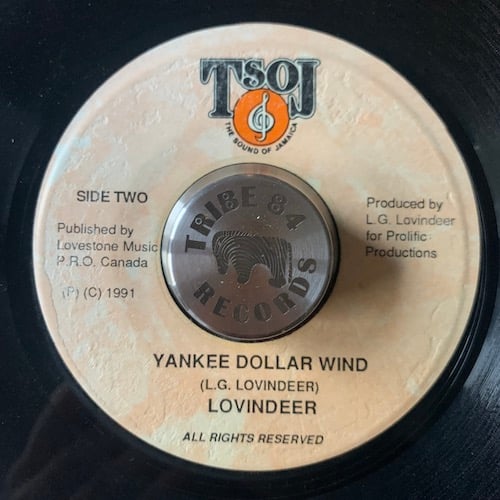 TSOJ
THE SOUND OF JAMAICA
SIDE TWO
Published by
Lovestone Music
P.R.O. Canada
(P) (C) 1991
TRIBE 84
RECORDS
Produced by
L.G. Lovindeer
for Prolific
Productions
YANKEE DOLLAR WIND
(L.G. LOVINDEER)
LOVINDEER
ALL RIGHTS RESERVED